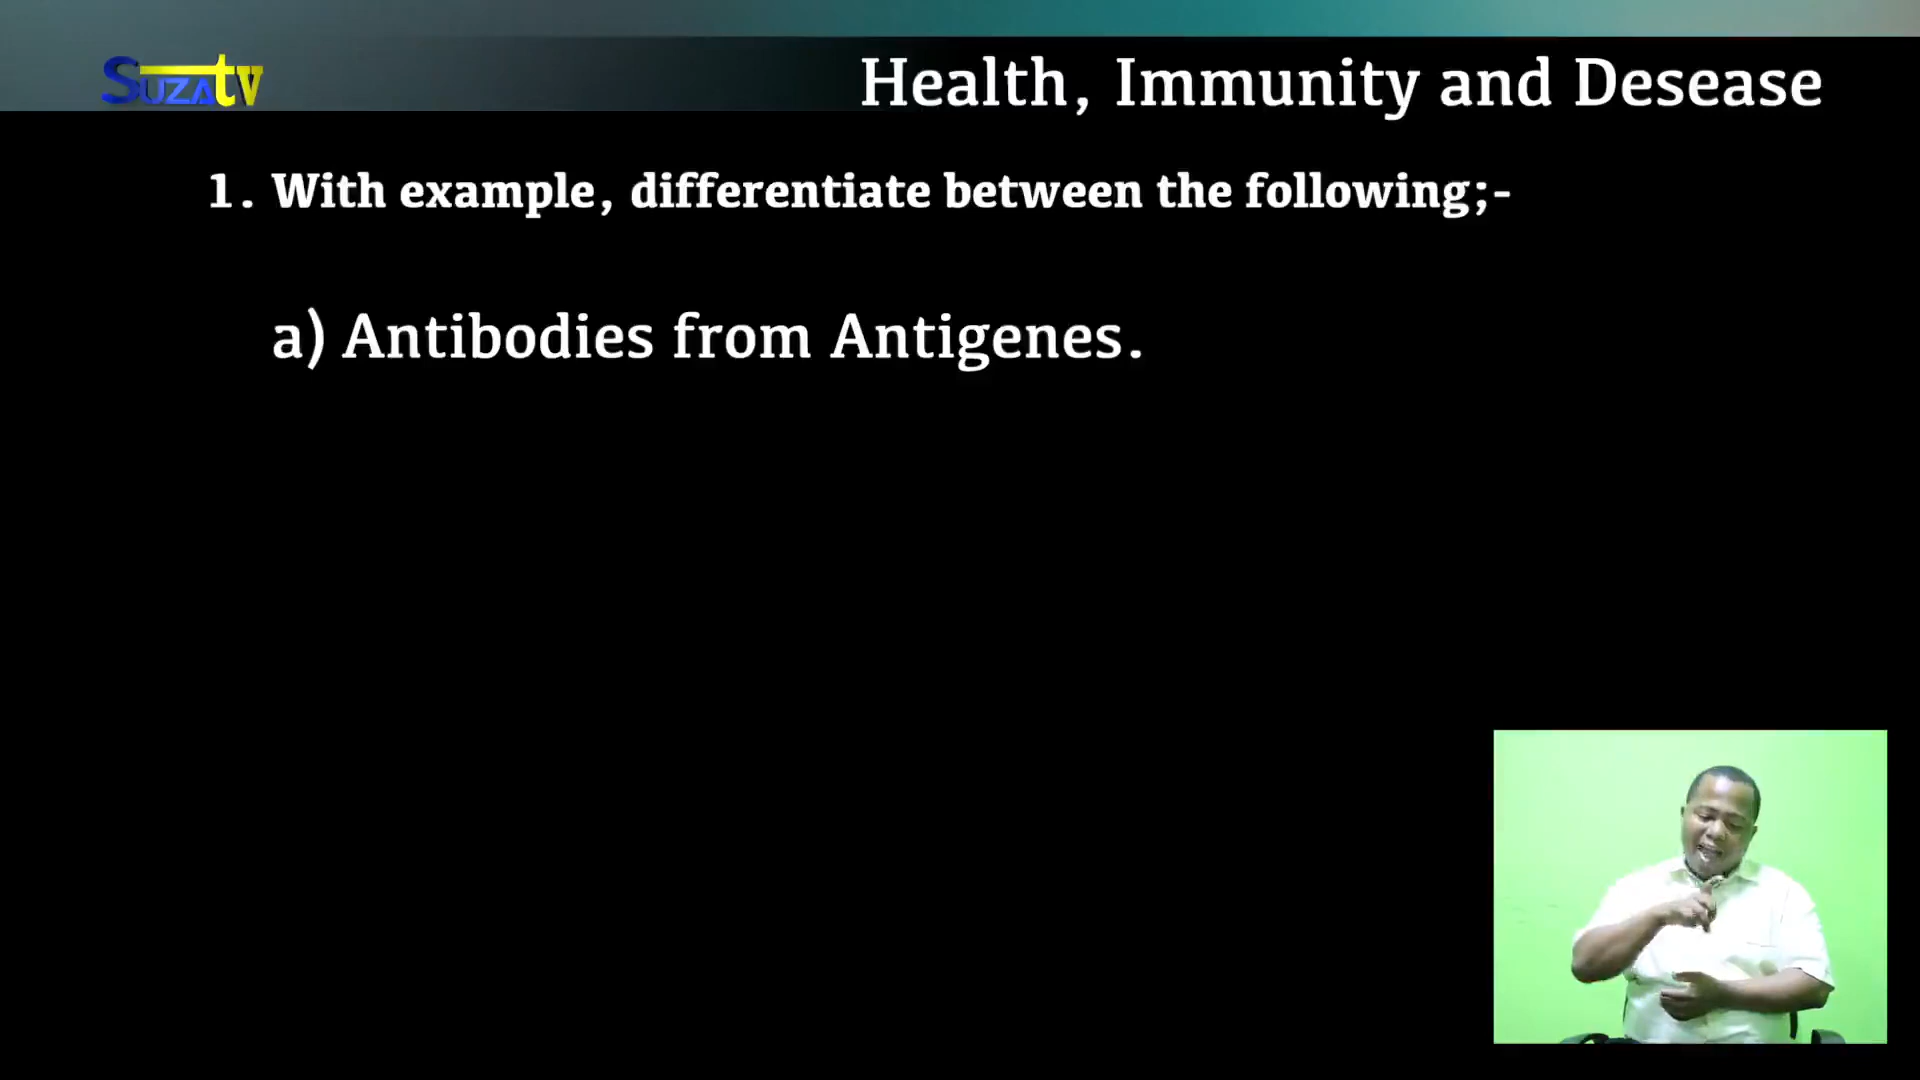 SUZAtv
Health, Immunity and Desease
1. With example, differentiate between the following;-
a) Antibodies from Antigenes.